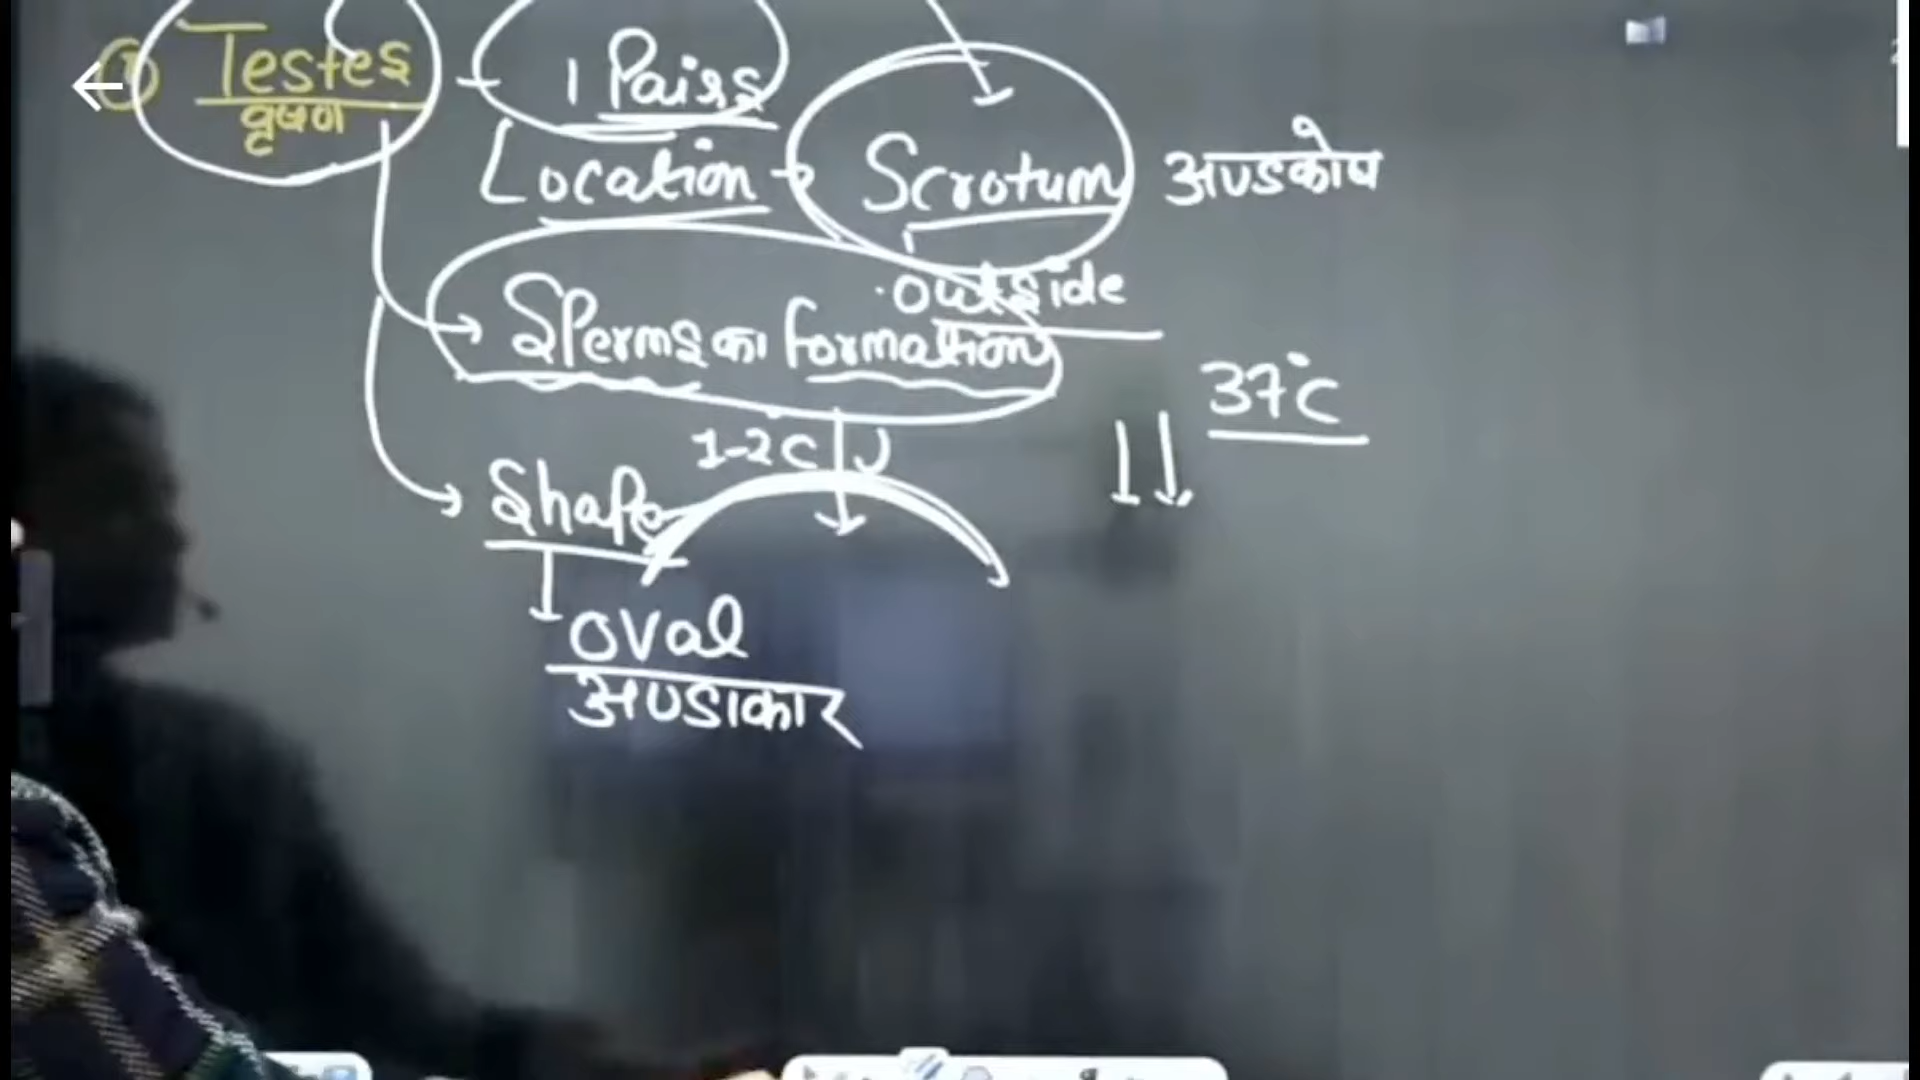 ① Testes - 1 Pairs
वृषण
Location → Scrotum अण्डकोष
outside
Sperms का formation
37°C
1-2°C ↓
Shape
oval
अण्डाकार